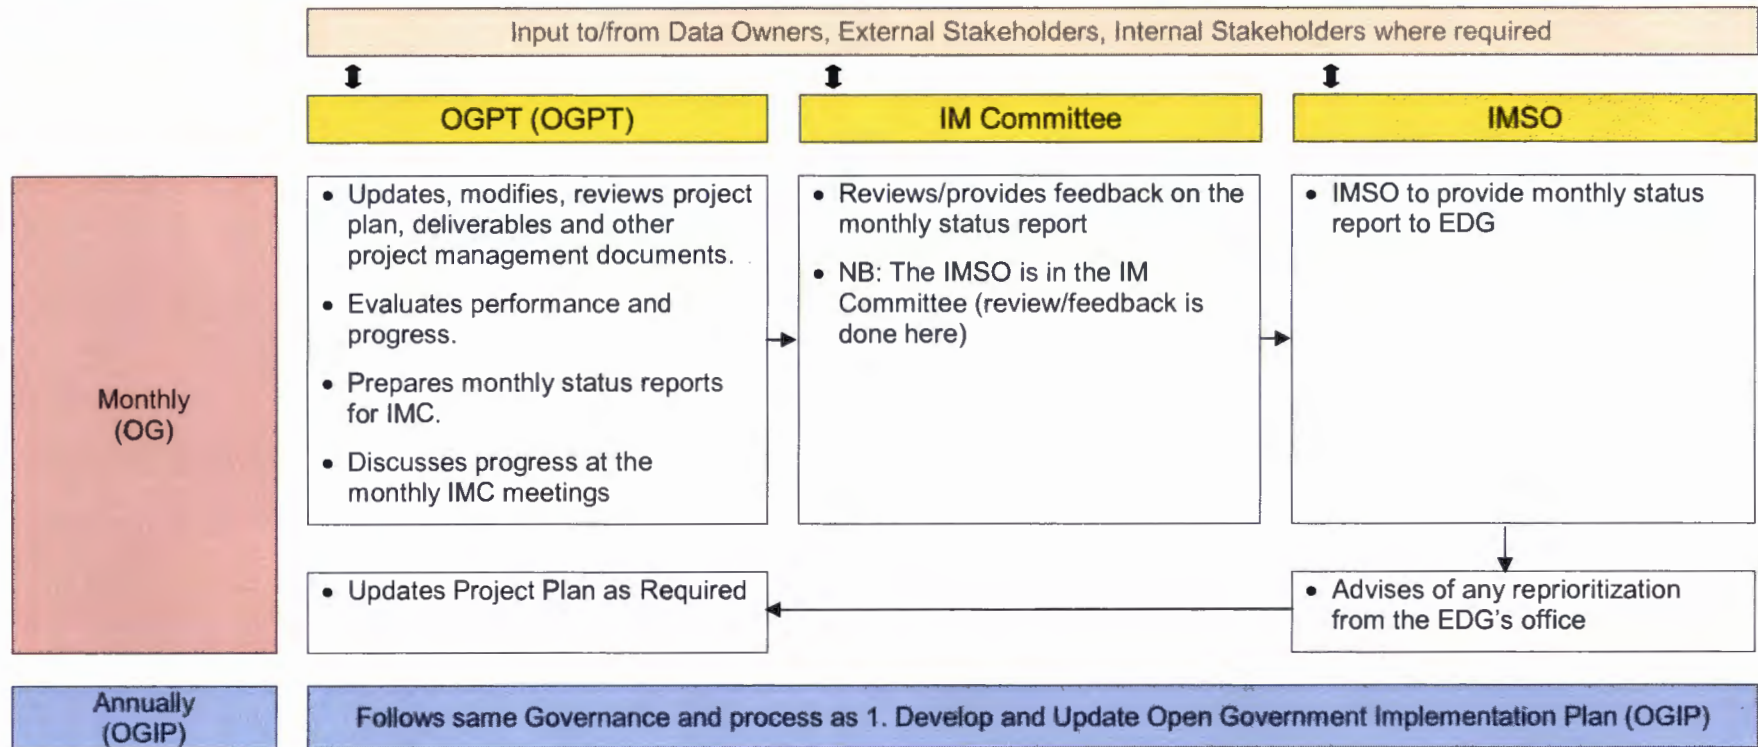 Input to/from Data Owners, External Stakeholders, Internal Stakeholders where required
OGPT (OGPT)
IM Committee
IMSO
Monthly
(OG)
• Updates, modifies, reviews project
plan, deliverables and other
project management documents.
• Evaluates performance and
progress.
• Prepares monthly status reports
for IMC.
• Discusses progress at the
monthly IMC meetings
• Reviews/provides feedback on the
monthly status report
• NB: The IMSO is in the IM
Committee (review/feedback is
done here)
• IMSO to provide monthly status
report to EDG
• Updates Project Plan as Required
• Advises of any reprioritization
from the EDG's office
Annually
(OGIP)
Follows same Governance and process as 1. Develop and Update Open Government Implementation Plan (OGIP)